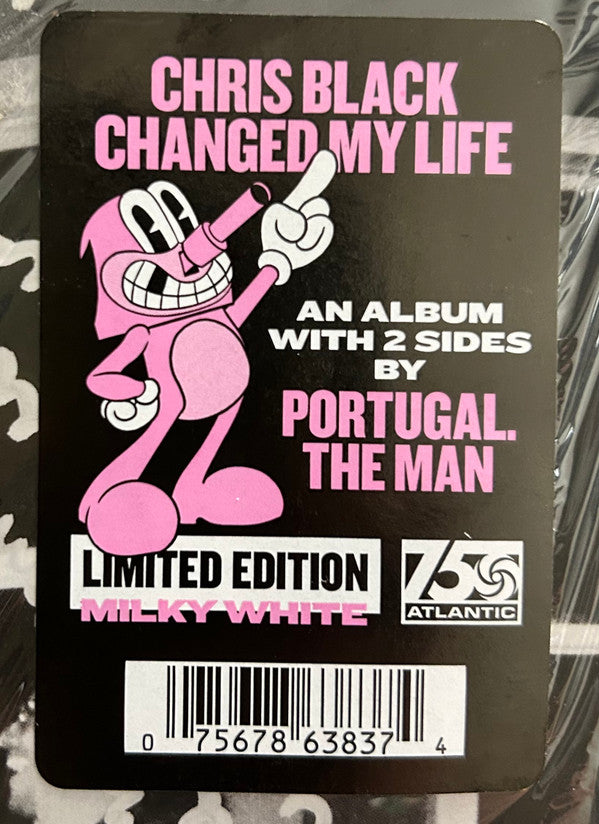 CHRIS BLACK
CHANGED MY LIFE
AN ALBUM
WITH 2 SIDES
BY
PORTUGAL.
THE MAN
LIMITED EDITION
MILKY WHITE
75
ATLANTIC
0 75678 63837 4